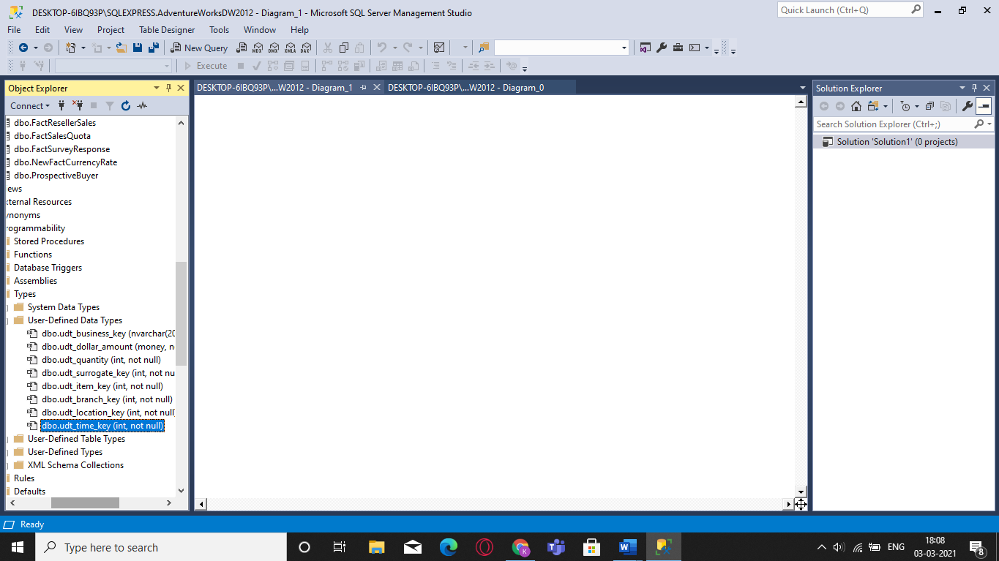 DESKTOP-6IBQ93P\SQLEXPRESS.AdventureWorksDW2012 - Diagram_1 - Microsoft SQL Server Management Studio
Quick Launch (Ctrl+Q)
File Edit View Project Table Designer Tools Window Help
New Query MDX DMX XMLA DAX
Execute
Object Explorer
DESKTOP-6IBQ93P\...W2012 - Diagram_1
DESKTOP-6IBQ93P\...W2012 - Diagram_0
Solution Explorer
Connect
Search Solution Explorer (Ctrl+;)
Solution 'Solution1' (0 projects)
dbo.FactResellerSales
dbo.FactSalesQuota
dbo.FactSurveyResponse
dbo.NewFactCurrencyRate
dbo.ProspectiveBuyer
ews
ternal Resources
ynonyms
rogrammability
Stored Procedures
Functions
Database Triggers
Assemblies
Types
System Data Types
User-Defined Data Types
dbo.udt_business_key (nvarchar(20
dbo.udt_dollar_amount (money, n
dbo.udt_quantity (int, not null)
dbo.udt_surrogate_key (int, not nu
dbo.udt_item_key (int, not null)
dbo.udt_branch_key (int, not null)
dbo.udt_location_key (int, not null)
dbo.udt_time_key (int, not null)
User-Defined Table Types
User-Defined Types
XML Schema Collections
Rules
Defaults
Ready
Type here to search
K
W
ENG
18:08
03-03-2021
8